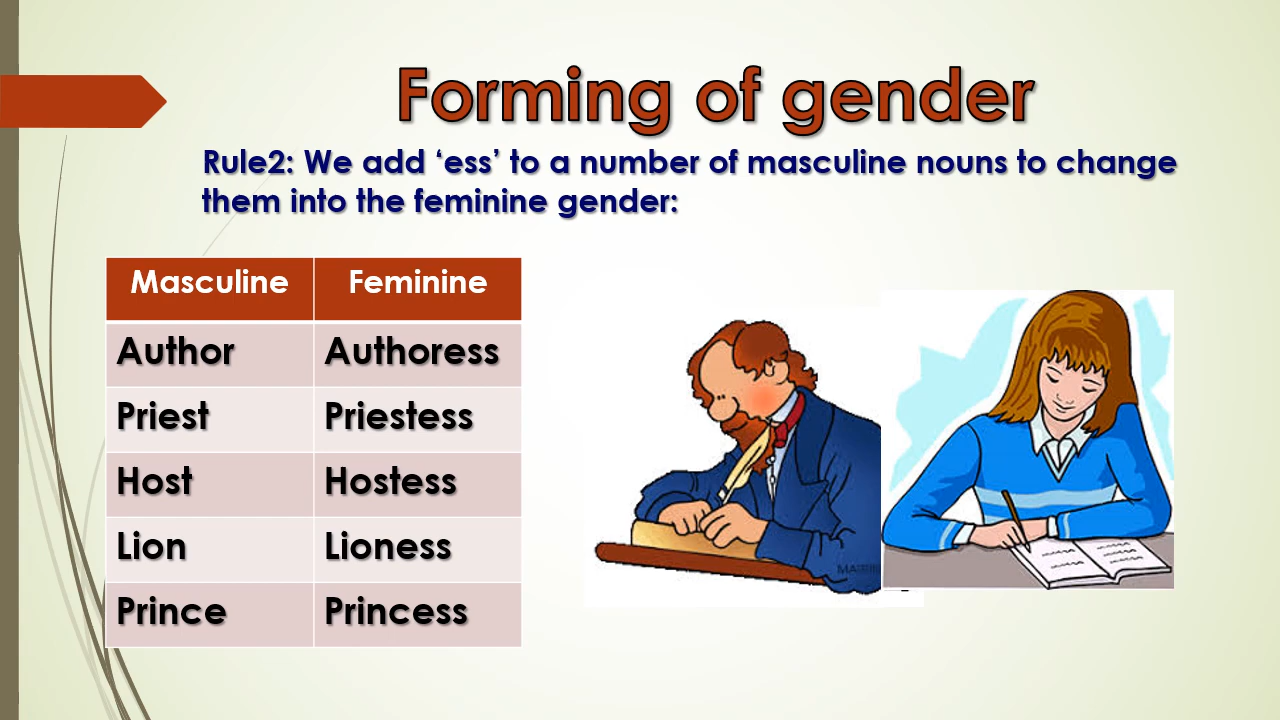 Forming of gender
Rule2: We add ‘ess’ to a number of masculine nouns to change
them into the feminine gender:
Masculine Feminine
Author Authoress
Priest Priestess
Host Hostess
Lion Lioness
Prince Princess